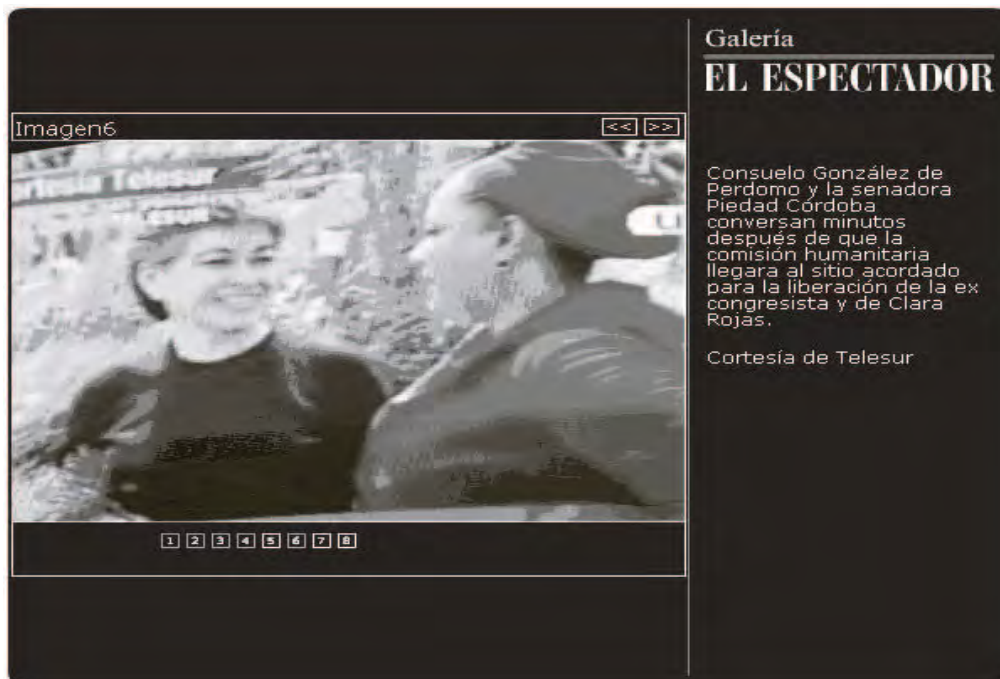 Galería
EL ESPECTADOR
Imagen6
<< >>
Cortesía Telesur
TELESUR
Consuelo González de
Perdomo y la senadora
Piedad Córdoba
conversan minutos
después de que la
comisión humanitaria
llegara al sitio acordado
para la liberación de la ex
congresista y de Clara
Rojas.
Cortesía de Telesur
1 2 3 4 5 6 7 8